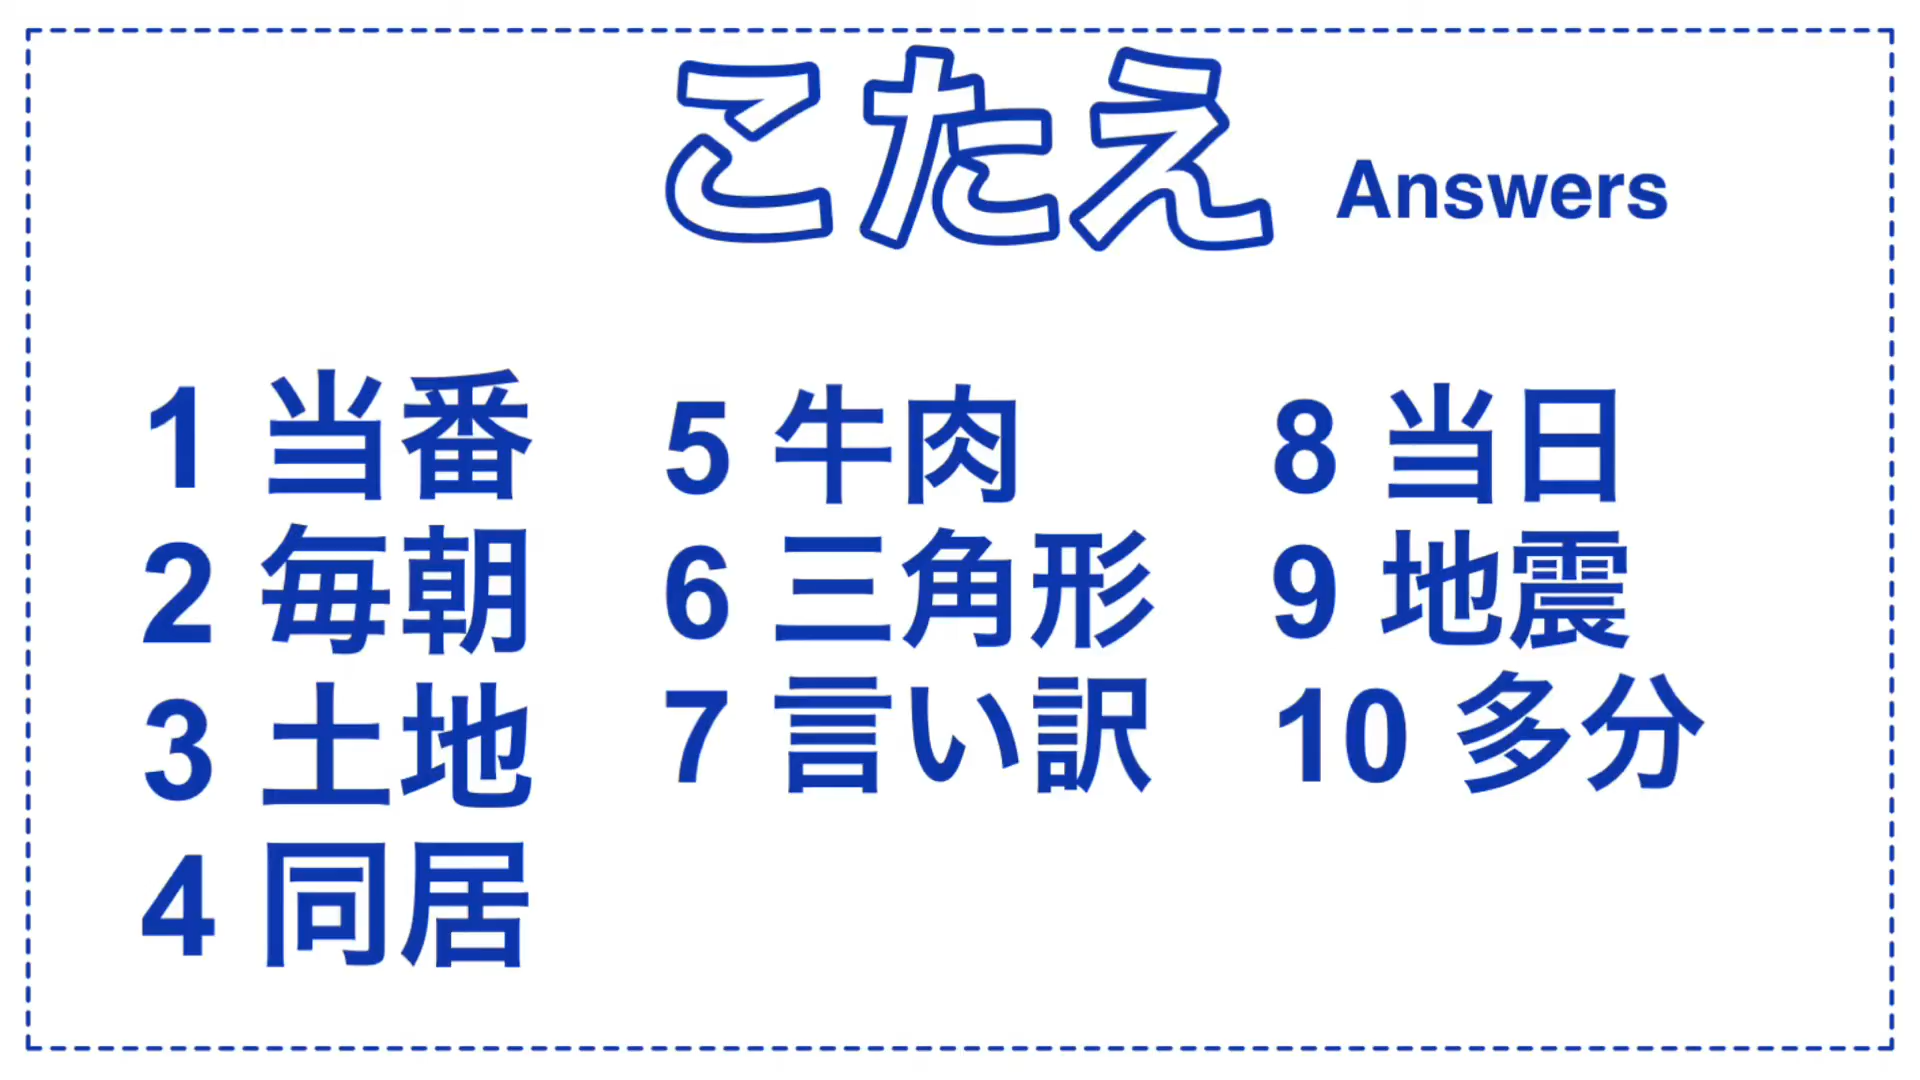 こたえ Answers
1 当番
2 毎朝
3 土地
4 同居
5 牛肉
6 三角形
7 言い訳
8 当日
9 地震
10 多分